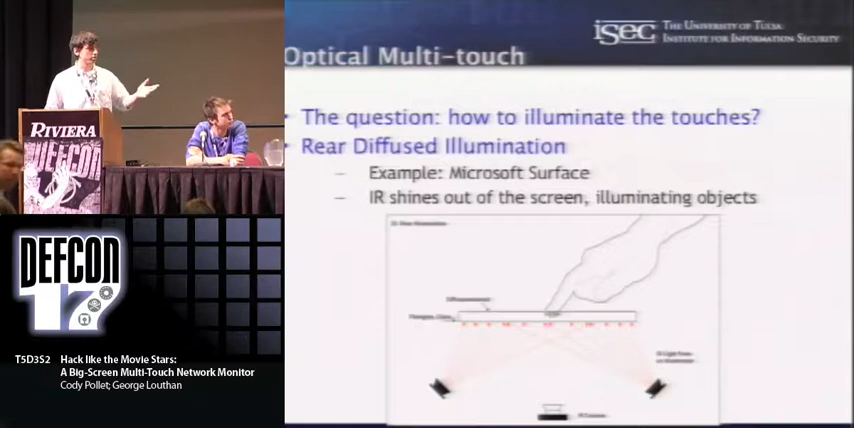 isec
THE UNIVERSITY OF TULSA
INSTITUTE FOR INFORMATION SECURITY
Optical Multi-touch
The question: how to illuminate the touches?
Rear Diffused Illumination
– Example: Microsoft Surface
– IR shines out of the screen, illuminating objects
RIVIERA
DEFCON
DEFCON
17
T5D3S2 Hack like the Movie Stars:
A Big-Screen Multi-Touch Network Monitor
Cody Pollet; George Louthan